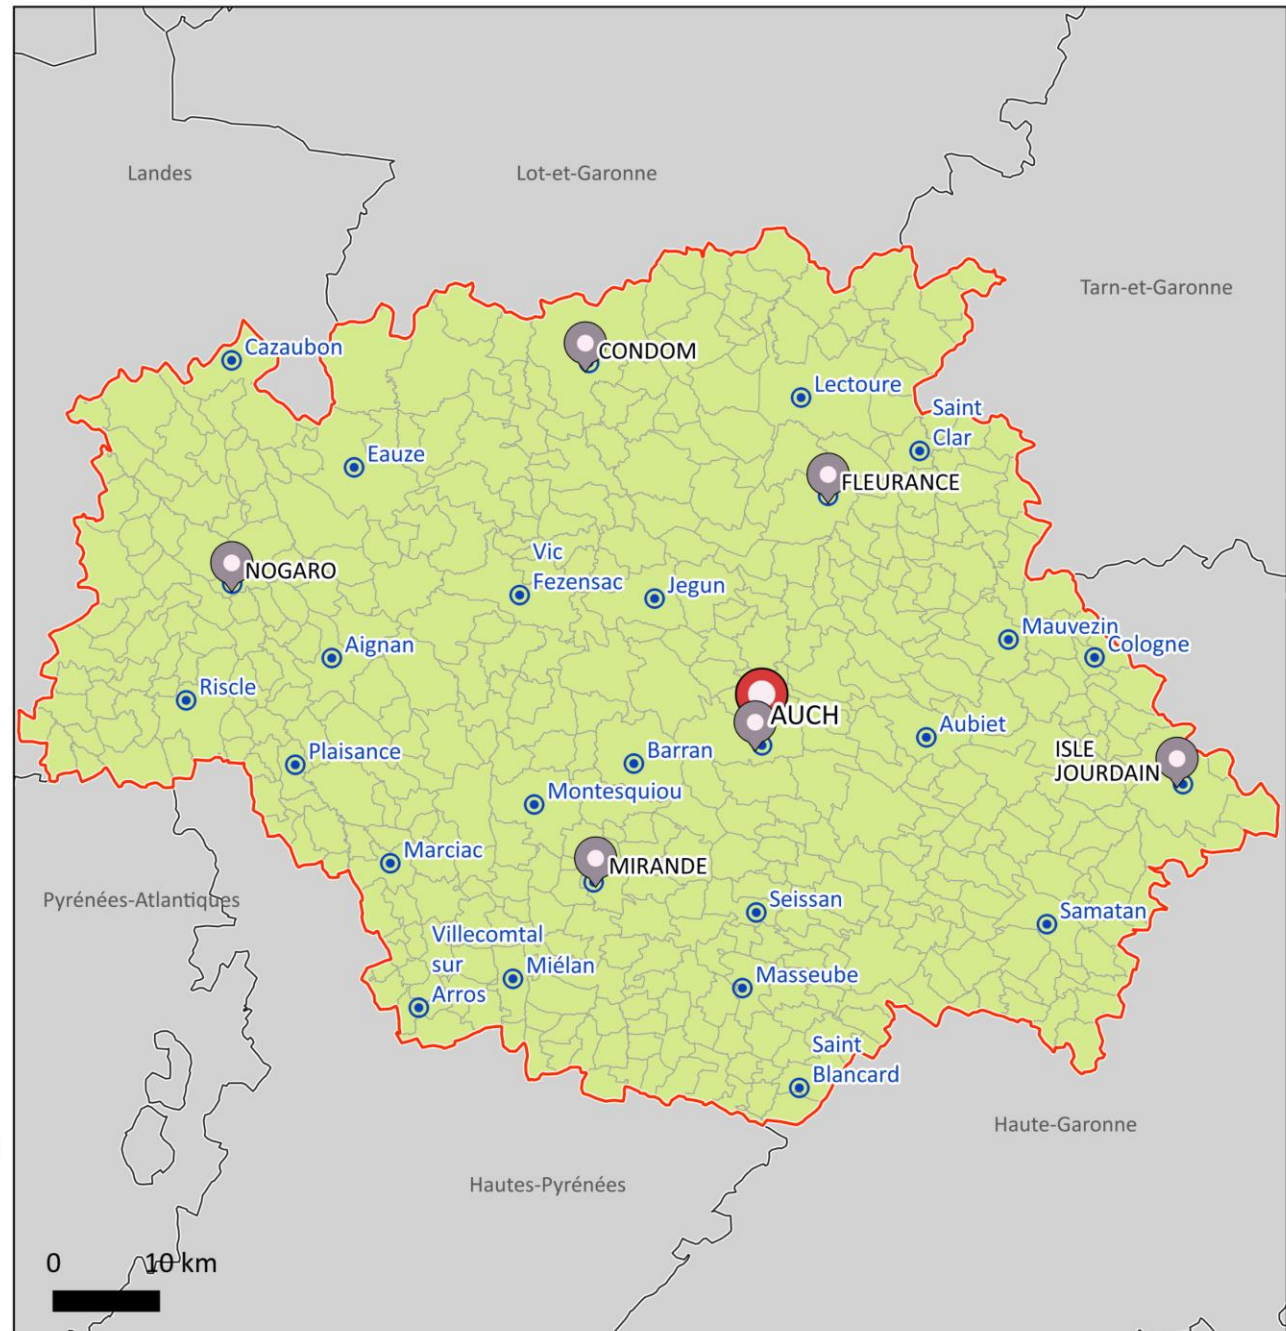 Landes
Lot-et-Garonne
Tarn-et-Garonne
Cazaubon
CONDOM
Lectoure
Saint
Clar
Eauze
FLEURANCE
Vic
Fezensac
NOGARO
Jegun
Mauvezin
Cologne
Aignan
Riscle
AUCH
Aubiet
Plaisance
Barran
ISLE
JOURDAIN
Montesquiou
Marciac
MIRANDE
Pyrénées-Atlantiques
Seissan
Samatan
Villecomtal
sur
Arros
Miélan
Masseube
Saint
Blancard
Haute-Garonne
Hautes-Pyrénées
0 10 km